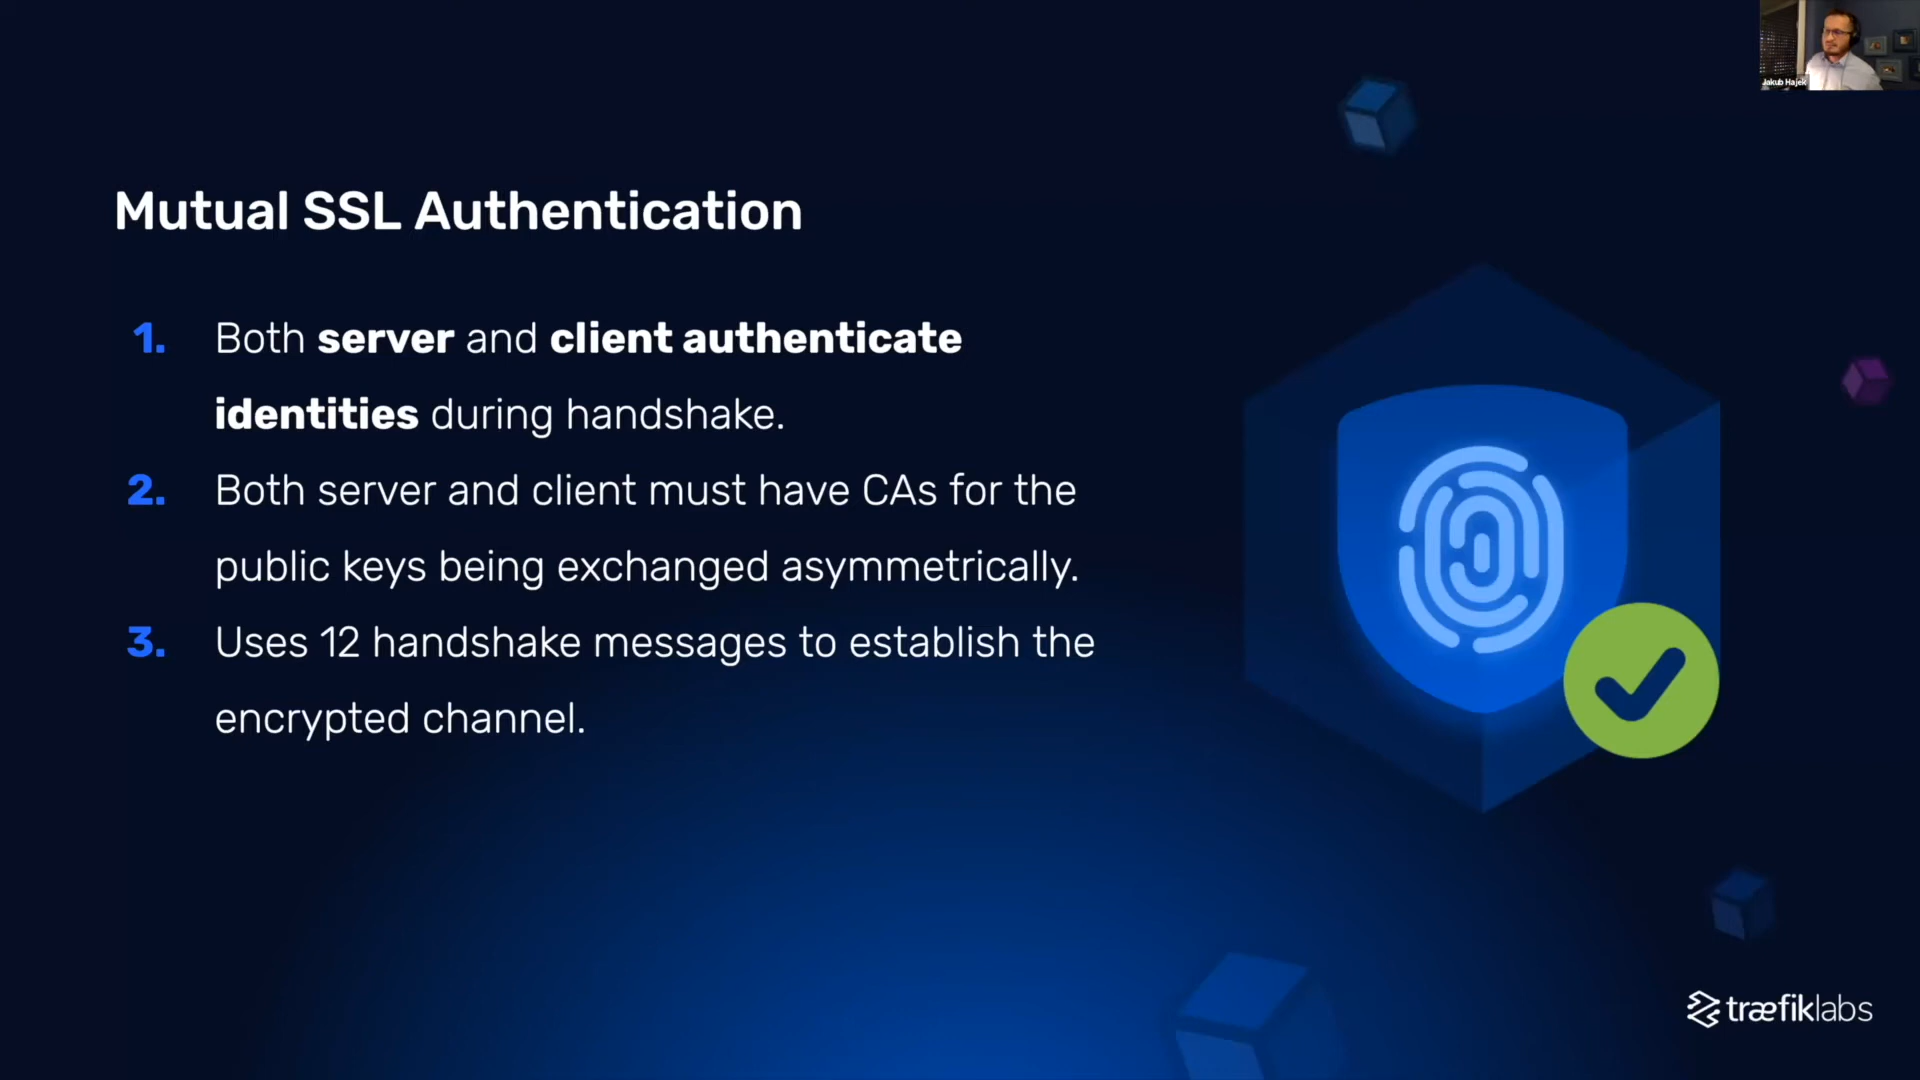 Jakub Hajek
Mutual SSL Authentication
1. Both server and client authenticate
identities during handshake.
2. Both server and client must have CAs for the
public keys being exchanged asymmetrically.
3. Uses 12 handshake messages to establish the
encrypted channel.
træfiklabs